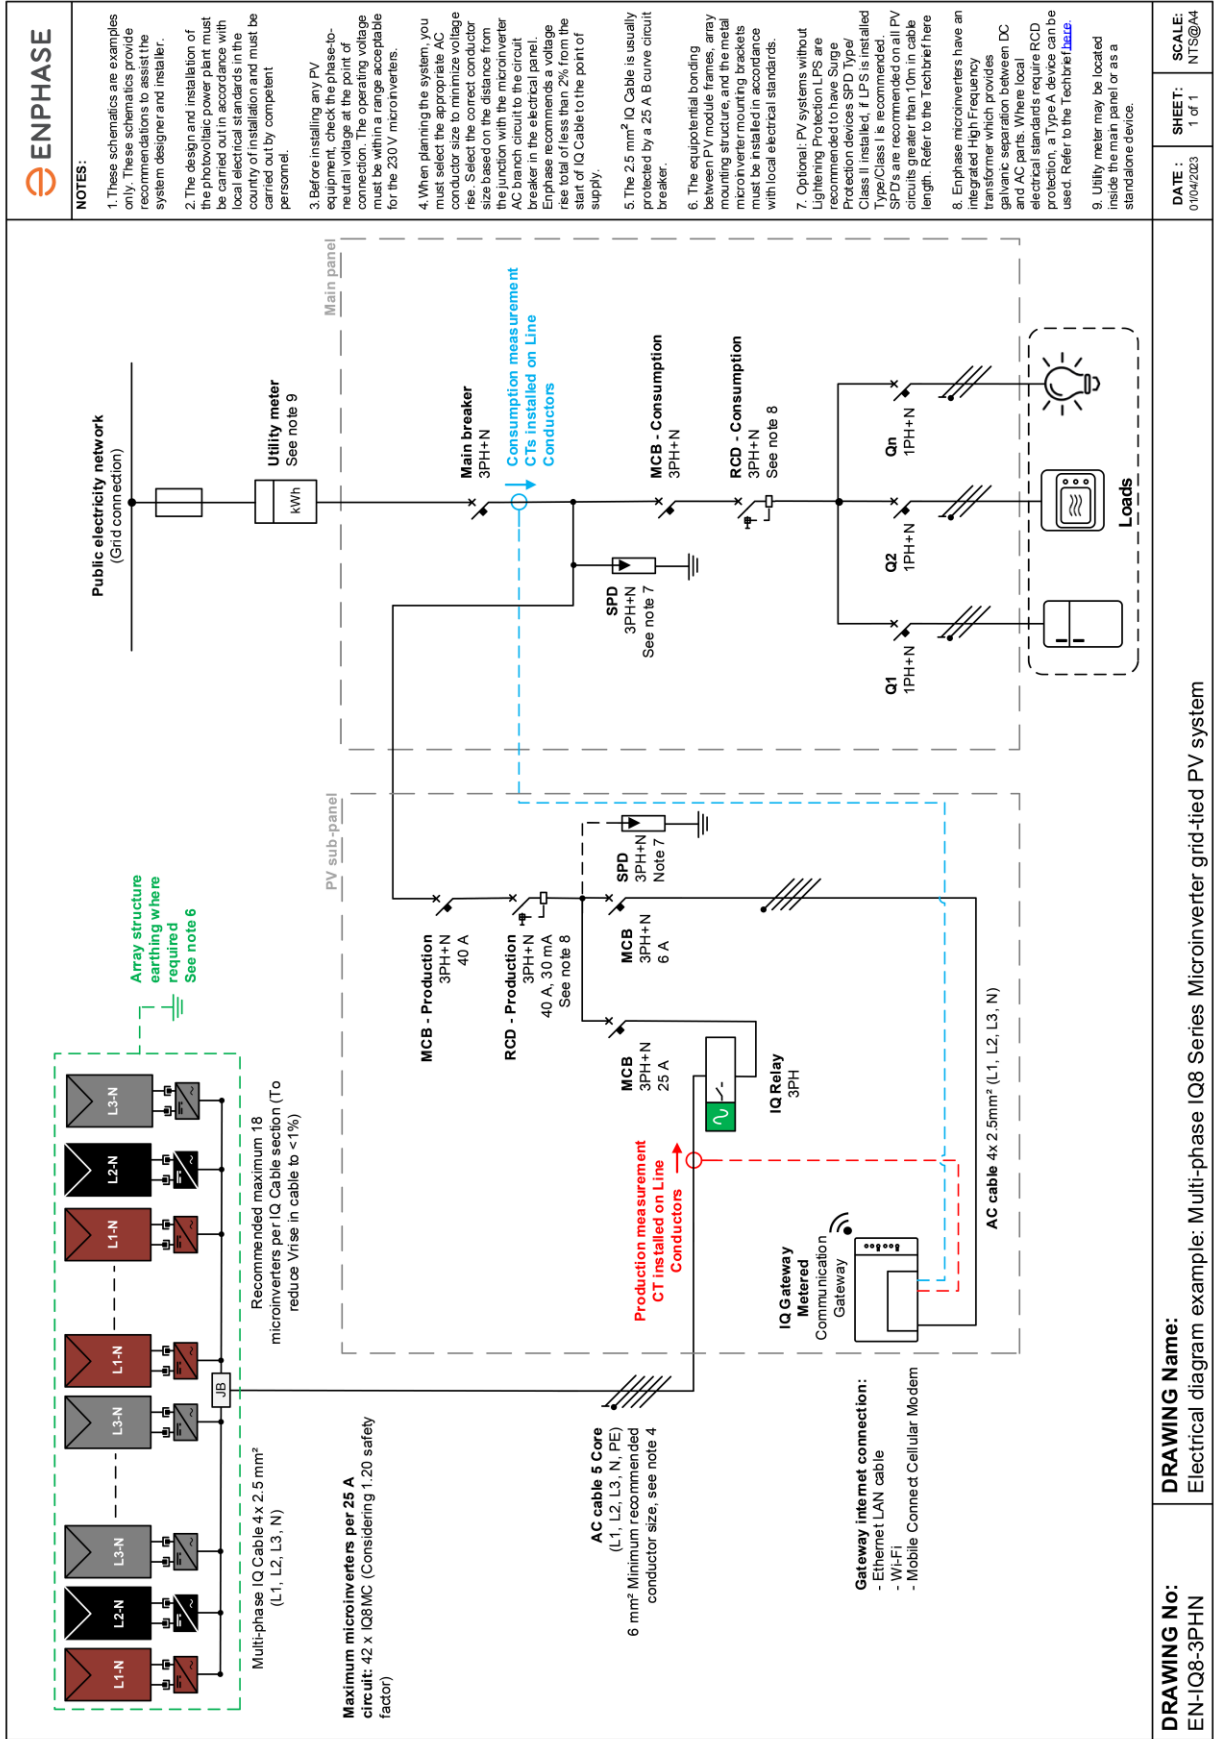 ENPHASE
NOTES:
1.These schematics are examples
only. These schematics provide
recommendations to assist the
system designer and installer.
2. The design and installation of
the photovoltaic power plant must
be carried out in accordance with
local electrical standards in the
country of installation and must be
carried out by competent
personnel.
3.Before installing any PV
equipment, check the phase-to-
neutral voltage at the point of
connection. The operating voltage
must be within a range acceptable
for the 230 V microinverters.
4.When planning the system, you
must select the appropriate AC
conductor size to minimize voltage
rise. Select the correct conductor
size based on the distance from
the junction with the microinverter
AC branch circuit to the circuit
breaker in the electrical panel.
Enphase recommends a voltage
rise total of less than 2% from the
start of IQ Cable to the point of
supply.
5.The 2.5 mm² IQ Cable is usually
protected by a 25 A B curve circuit
breaker.
6. The equipotential bonding
between PV module frames, array
mounting structure, and the metal
microinverter mounting brackets
must be installed in accordance
with local electrical standards.
7. Optional: PV systems without
Lightening Protection LPS are
recommended to have Surge
Protection devices SPD Type/
Class II installed, if LPS is installed
Type/Class I is recommended.
SPD's are recommended on all PV
circuits greater than 10m in cable
length. Refer to the Techbrief here
8. Enphase microinverters have an
integrated High Frequency
transformer which provides
galvanic separation between DC
and AC parts. Where local
electrical standards require RCD
protection, a Type A device can be
used. Refer to the Techbrief here.
9. Utility meter may be located
inside the main panel or as a
standalone device.
DATE :
01/04/2023
SHEET:
1 of 1
SCALE:
NTS@A4
Public electricity network
(Grid connection)
Utility meter
See note 9
kWh
Main panel
Main breaker
3PH+N
Consumption measurement
CTs installed on Line
Conductors
SPD
3PH+N
See note 7
MCB - Consumption
3PH+N
RCD - Consumption
3PH+N
See note 8
Q1
1PH+N
Q2
1PH+N
Qn
1PH+N
Loads
L1-N
L2-N
L3-N
L3-N
L1-N
L1-N
L2-N
L3-N
JB
Array structure
earthing where
required
See note 6
Multi-phase IQ Cable 4 x 2.5 mm²
(L1, L2, L3, N)
Recommended maximum 18
microinverters per IQ Cable section (To
reduce Vrise in cable to <1%)
Maximum microinverters per 25 A
circuit: 42 x IQ8MC (Considering 1.20 safety
factor)
PV sub-panel
MCB - Production
3PH+N
40 A
RCD - Production
3PH+N
40 A, 30 mA
See note 8
SPD
3PH+N
Note 7
MCB
3PH+N
25 A
MCB
3PH+N
6 A
IQ Relay
3PH
Production measurement
CT installed on Line
Conductors
AC cable 5 Core
(L1, L2, L3, N, PE)
6 mm² Minimum recommended
conductor size, see note 4
IQ Gateway
Metered
Communication
Gateway
AC cable 4x 2.5mm² (L1, L2, L3, N)
Gateway internet connection:
- Ethernet LAN cable
- Wi-Fi
- Mobile Connect Cellular Modem
DRAWING No:
EN-IQ8-3PHN
DRAWING Name:
Electrical diagram example: Multi-phase IQ8 Series Microinverter grid-tied PV system